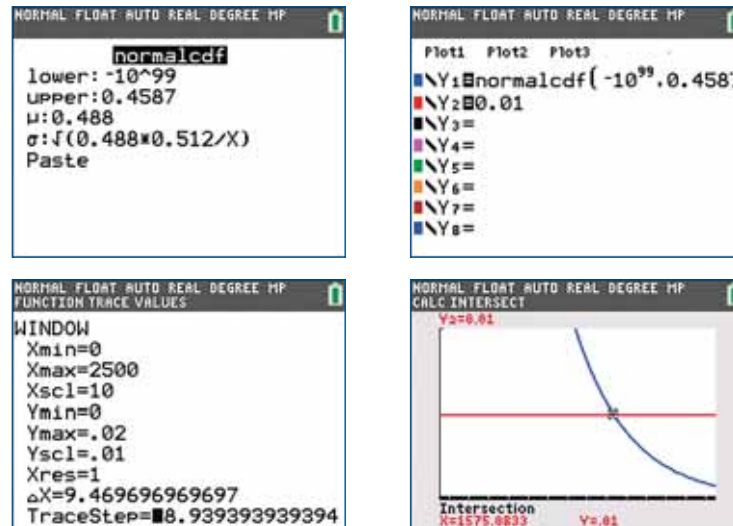 NORMAL FLOAT AUTO REAL DEGREE MP
normalcdf
lower:-10^99
upper:0.4587
μ:0.488
σ:√(0.488*0.512/X)
Paste
NORMAL FLOAT AUTO REAL DEGREE MP
Plot1 Plot2 Plot3
\Y1=normalcdf(-10^99,0.4587
\Y2=0.01
\Y3=
\Y4=
\Y5=
\Y6=
\Y7=
\Y8=
NORMAL FLOAT AUTO REAL DEGREE MP
FUNCTION TRACE VALUES
WINDOW
Xmin=0
Xmax=2500
Xscl=10
Ymin=0
Ymax=.02
Yscl=.01
Xres=1
△X=9.469696969697
TraceStep=8.939393939394
NORMAL FLOAT AUTO REAL DEGREE MP
CALC INTERSECT
Y2=0.01
Intersection
X=1575.0833 Y=.01